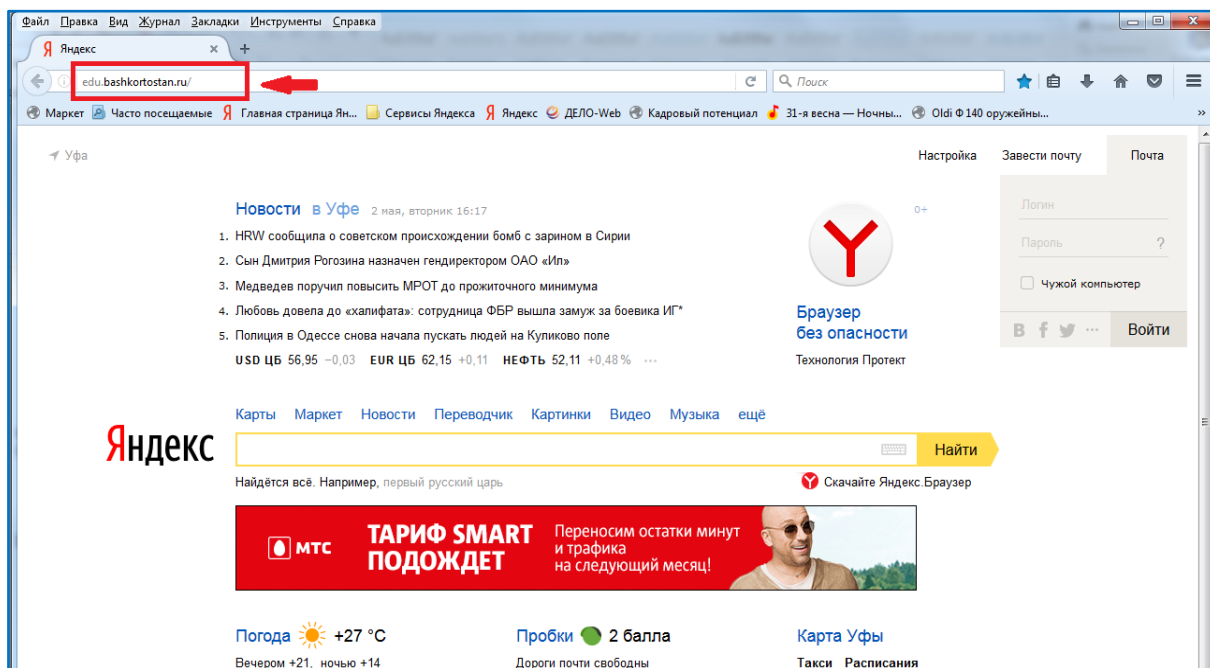 Файл Правка Вид Журнал Закладки Инструменты Справка
Я Яндекс × +
edu.bashkortostan.ru/
Поиск
Маркет Часто посещаемые Я Главная страница Ян... Сервисы Яндекса Я Яндекс ДЕЛО-Web Кадровый потенциал 31-я весна — Ночны... Oldi Ф 140 оружейны... »
Уфа
Настройка Завести почту Почта
Новости в Уфе 2 мая, вторник 16:17
0+
Логин
1. HRW сообщила о советском происхождении бомб с зарином в Сирии
Пароль ?
2. Сын Дмитрия Рогозина назначен гендиректором ОАО «Ил»
3. Медведев поручил повысить МРОТ до прожиточного минимума
Чужой компьютер
4. Любовь довела до «халифата»: сотрудница ФБР вышла замуж за боевика ИГ*
Браузер
5. Полиция в Одессе снова начала пускать людей на Куликово поле
без опасности
В f ··· Войти
USD ЦБ 56,95 −0,03 EUR ЦБ 62,15 +0,11 НЕФТЬ 52,11 +0,48 % ···
Технология Протект
Карты Маркет Новости Переводчик Картинки Видео Музыка ещё
Яндекс
Найти
Найдётся всё. Например, первый русский царь
Скачайте Яндекс.Браузер
МТС
ТАРИФ SMART
ПОДОЖДЕТ
Переносим остатки минут
и трафика
на следующий месяц!
Погода +27 °C
Пробки 2 балла
Карта Уфы
Вечером +21, ночью +14
Дороги почти свободны
Такси Расписания